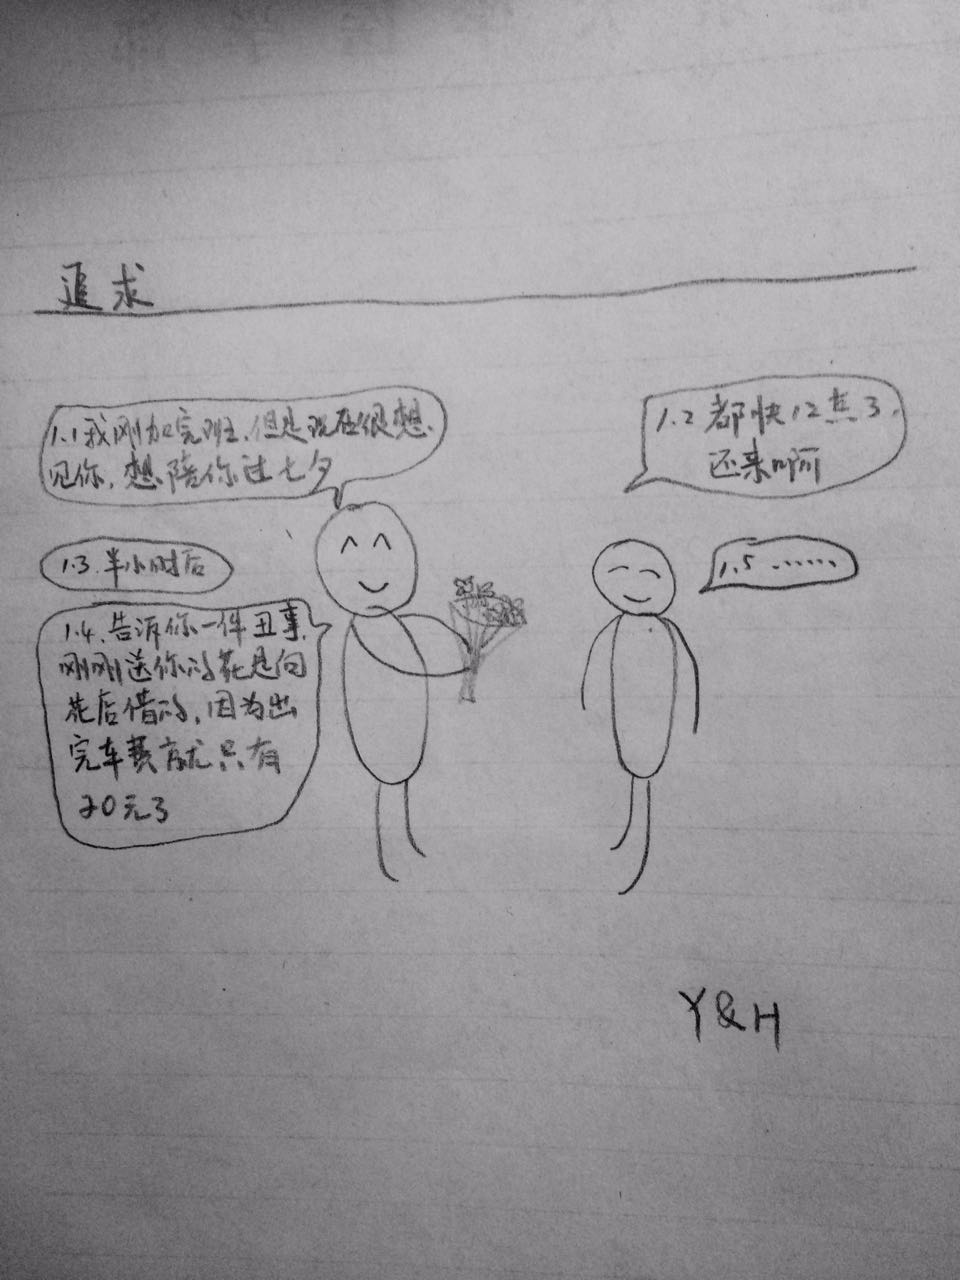 追求
1.1 我刚加完班,但是现在很想
见你,想陪你过七夕
1.2 都快12点了,
还来啊
1.3.半小时后
1.4.告诉你一件丑事,
刚刚送你的花是向
花店借的,因为出
完车费就只有
20元了
1.5 ......
Y&H